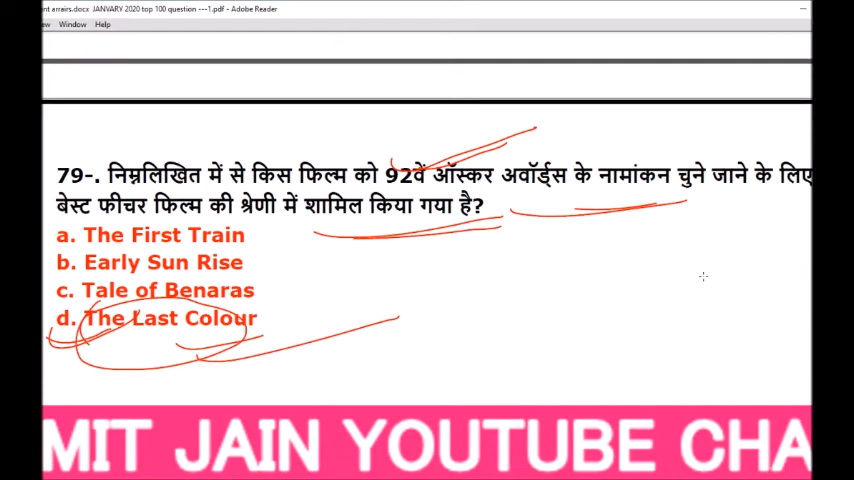 ent arrairs.docx JANVARY 2020 top 100 question ---1.pdf - Adobe Reader
ew Window Help
79-. निम्नलिखित में से किस फिल्म को 92वें ऑस्कर अवॉर्ड्स के नामांकन चुने जाने के लिए
बेस्ट फीचर फिल्म की श्रेणी में शामिल किया गया है?
a. The First Train
b. Early Sun Rise
c. Tale of Benaras
d. The Last Colour
MIT JAIN YOUTUBE CHA